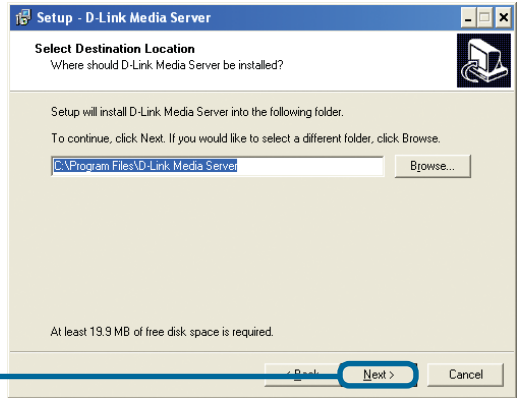 Setup - D-Link Media Server
Select Destination Location
Where should D-Link Media Server be installed?
Setup will install D-Link Media Server into the following folder.
To continue, click Next. If you would like to select a different folder, click Browse.
C:\Program Files\D-Link Media Server
Browse...
At least 19.9 MB of free disk space is required.
< Back Next > Cancel